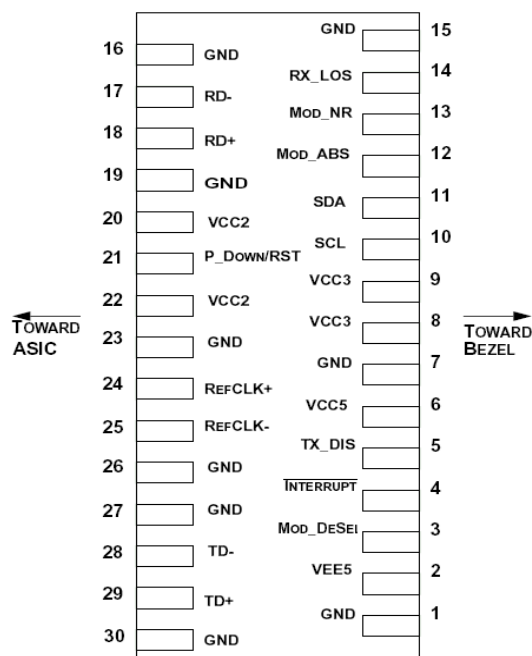 GND 15
16 GND
RX_LOS 14
17 RD-
MOD_NR 13
18 RD+
MOD_ABS 12
19 GND
SDA 11
20 VCC2
SCL 10
21 P_DOWN/RST
VCC3 9
22 VCC2
VCC3 8
TOWARD ASIC
TOWARD BEZEL
23 GND
GND 7
24 REFCLK+
VCC5 6
25 REFCLK-
TX_DIS 5
26 GND
INTERRUPT 4
27 GND
MOD_DESEL 3
28 TD-
VEE5 2
29 TD+
GND 1
30 GND